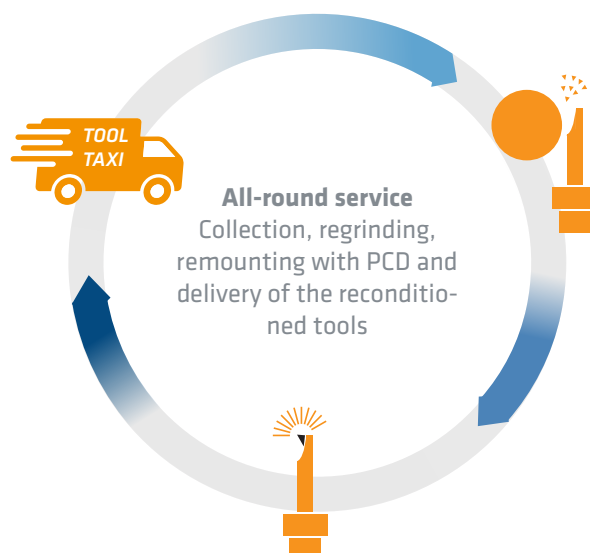 TOOL
TAXI
All-round service
Collection, regrinding,
remounting with PCD and
delivery of the reconditio-
ned tools